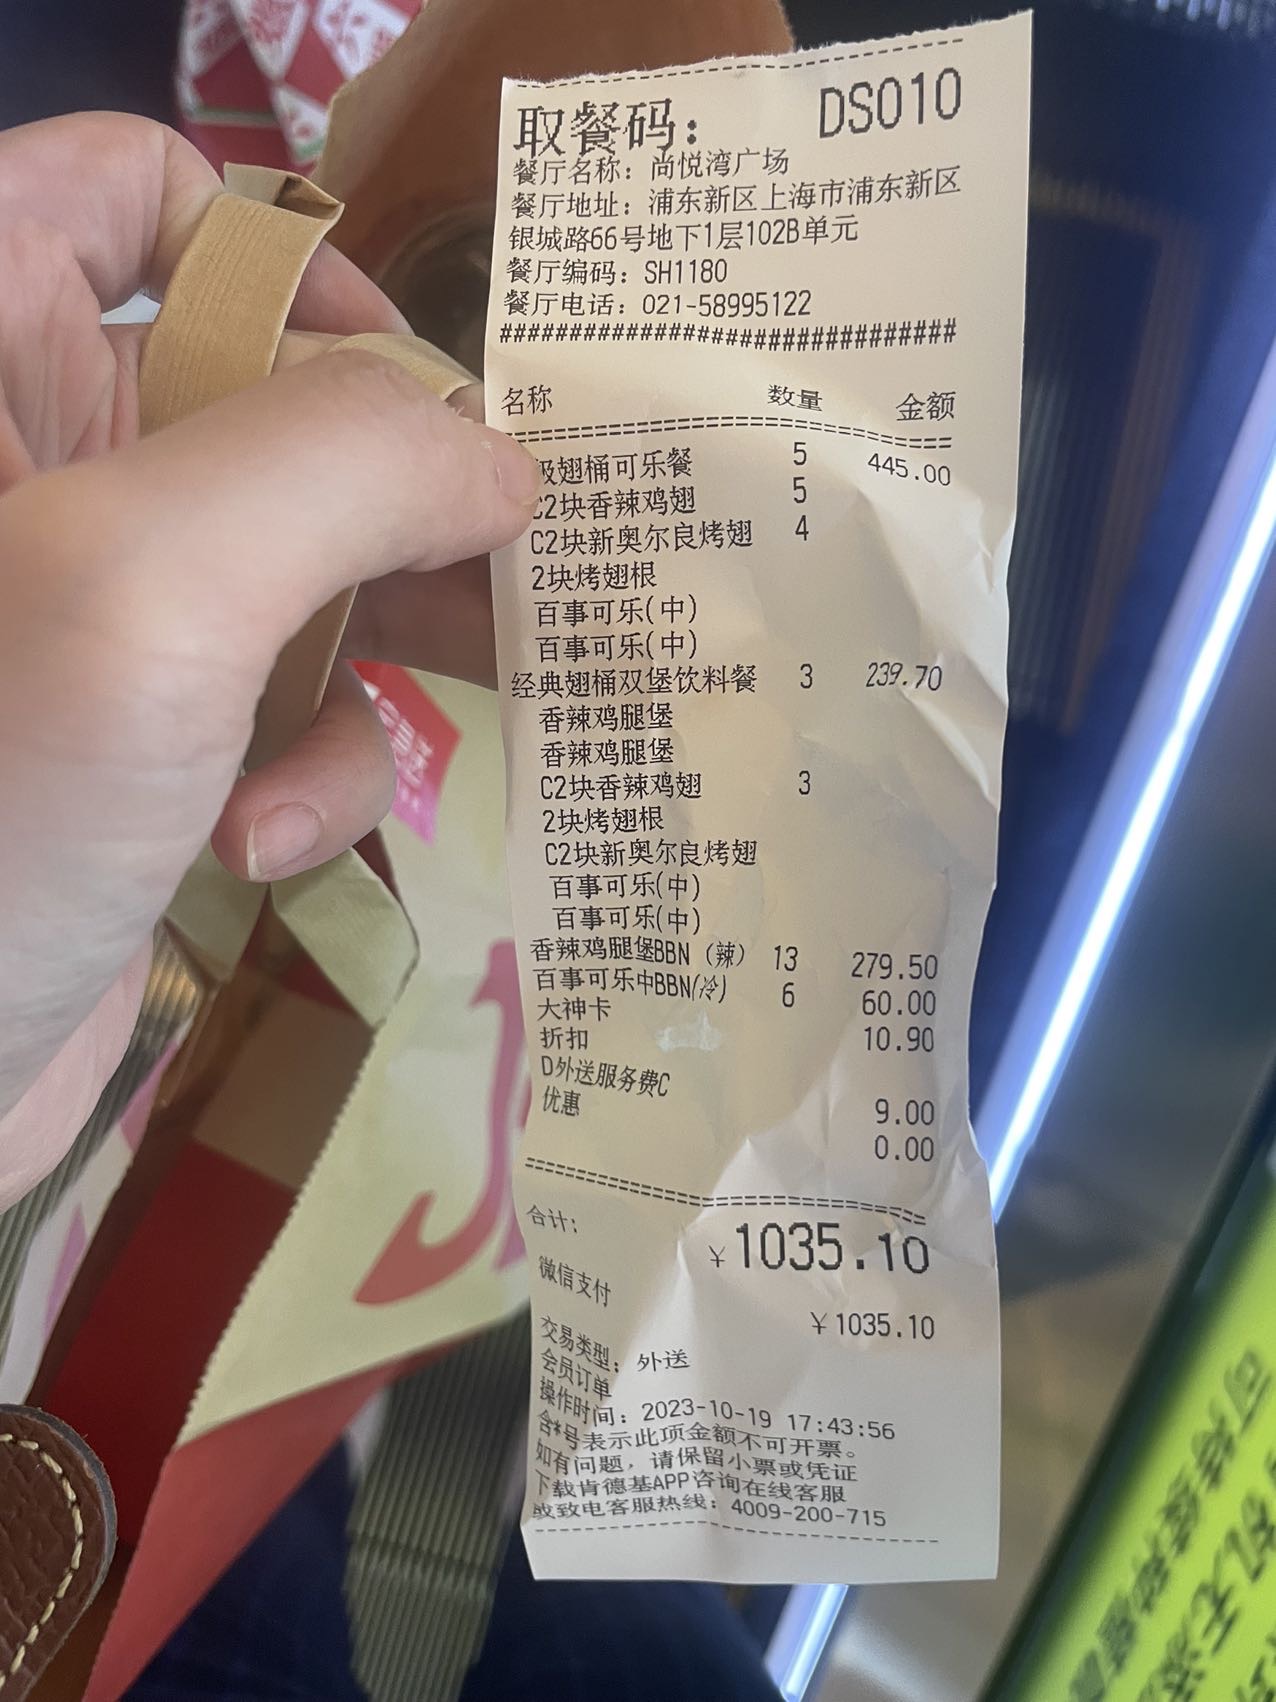 取餐码: DS010
餐厅名称: 尚悦湾广场
餐厅地址: 浦东新区上海市浦东新区
银城路66号地下1层102B单元
餐厅编码: SH1180
餐厅电话: 021-58995122
#################################
名称 数量 金额
翅桶可乐餐 5 445.00
C2块香辣鸡翅 5
C2块新奥尔良烤翅 4
2块烤翅根
百事可乐(中)
百事可乐(中)
经典翅桶双堡饮料餐 3 239.70
香辣鸡腿堡
香辣鸡腿堡
C2块香辣鸡翅 3
2块烤翅根
C2块新奥尔良烤翅
百事可乐(中)
百事可乐(中)
香辣鸡腿堡BBN（辣） 13 279.50
百事可乐中BBN(冷) 6 60.00
大神卡 10.90
折扣
D外送服务费C 9.00
优惠 0.00
合计: ¥1035.10
微信支付 ¥1035.10
交易类型: 外送
会员订单
操作时间: 2023-10-19 17:43:56
含*号表示此项金额不可开票。
如有问题，请保留小票或凭证
下载肯德基APP咨询在线客服
或致电客服热线: 4009-200-715